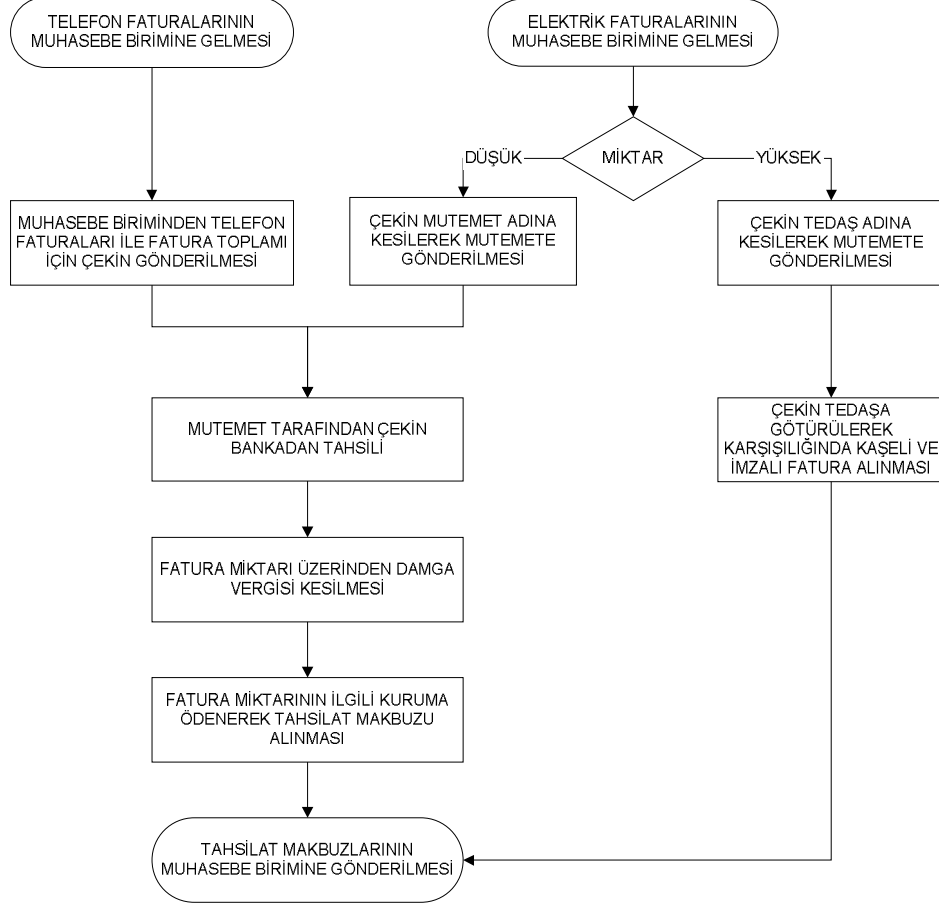 TELEFON FATURALARININ
MUHASEBE BİRİMİNE GELMESİ
ELEKTRİK FATURALARININ
MUHASEBE BİRİMİNE GELMESİ
DÜŞÜK
MİKTAR
YÜKSEK
MUHASEBE BİRİMİNDEN TELEFON
FATURALARI İLE FATURA TOPLAMI
İÇİN ÇEKİN GÖNDERİLMESİ
ÇEKİN MUTEMET ADINA
KESİLEREK MUTEMETE
GÖNDERİLMESİ
ÇEKİN TEDAŞ ADINA
KESİLEREK MUTEMETE
GÖNDERİLMESİ
MUTEMET TARAFINDAN ÇEKİN
BANKADAN TAHSİLİ
ÇEKİN TEDAŞA
GÖTÜRÜLEREK
KARŞIŞILIĞINDA KAŞELİ VE
İMZALI FATURA ALINMASI
FATURA MİKTARI ÜZERİNDEN DAMGA
VERGİSİ KESİLMESİ
FATURA MİKTARININ İLGİLİ KURUMA
ÖDENEREK TAHSİLAT MAKBUZU
ALINMASI
TAHSİLAT MAKBUZLARININ
MUHASEBE BİRİMİNE GÖNDERİLMESİ